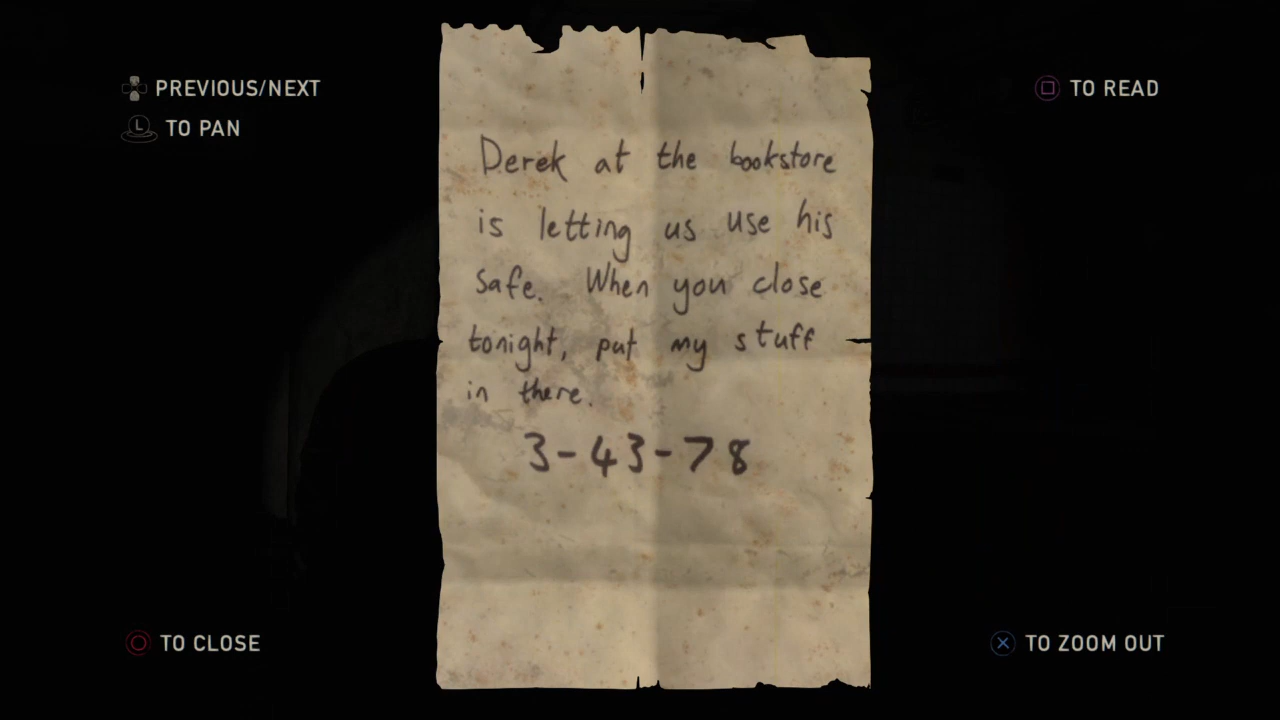 PREVIOUS/NEXT
L TO PAN
TO READ
Derek at the bookstore
is letting us use his
safe. When you close
tonight, put my stuff
in there.
3-43-78
TO CLOSE
TO ZOOM OUT